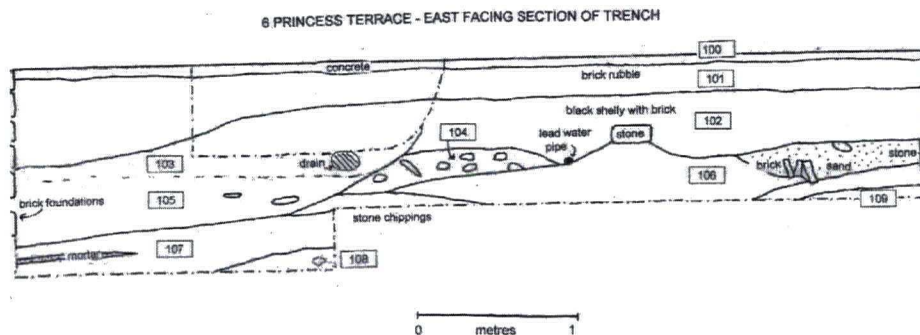 6 PRINCESS TERRACE - EAST FACING SECTION OF TRENCH
100
concrete
brick rubble
101
black shelly with brick
102
104
lead water
pipe
stone
103
drain
brick
sand
stone
105
106
brick foundations
stone chippings
109
mortar
107
108
0 metres 1